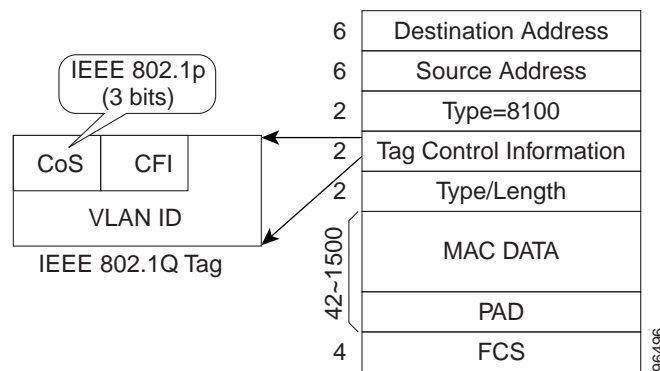 6 Destination Address
6 Source Address
2 Type=8100
2 Tag Control Information
2 Type/Length
42~1500
MAC DATA
PAD
4 FCS
IEEE 802.1p
(3 bits)
CoS CFI
VLAN ID
IEEE 802.1Q Tag
96496